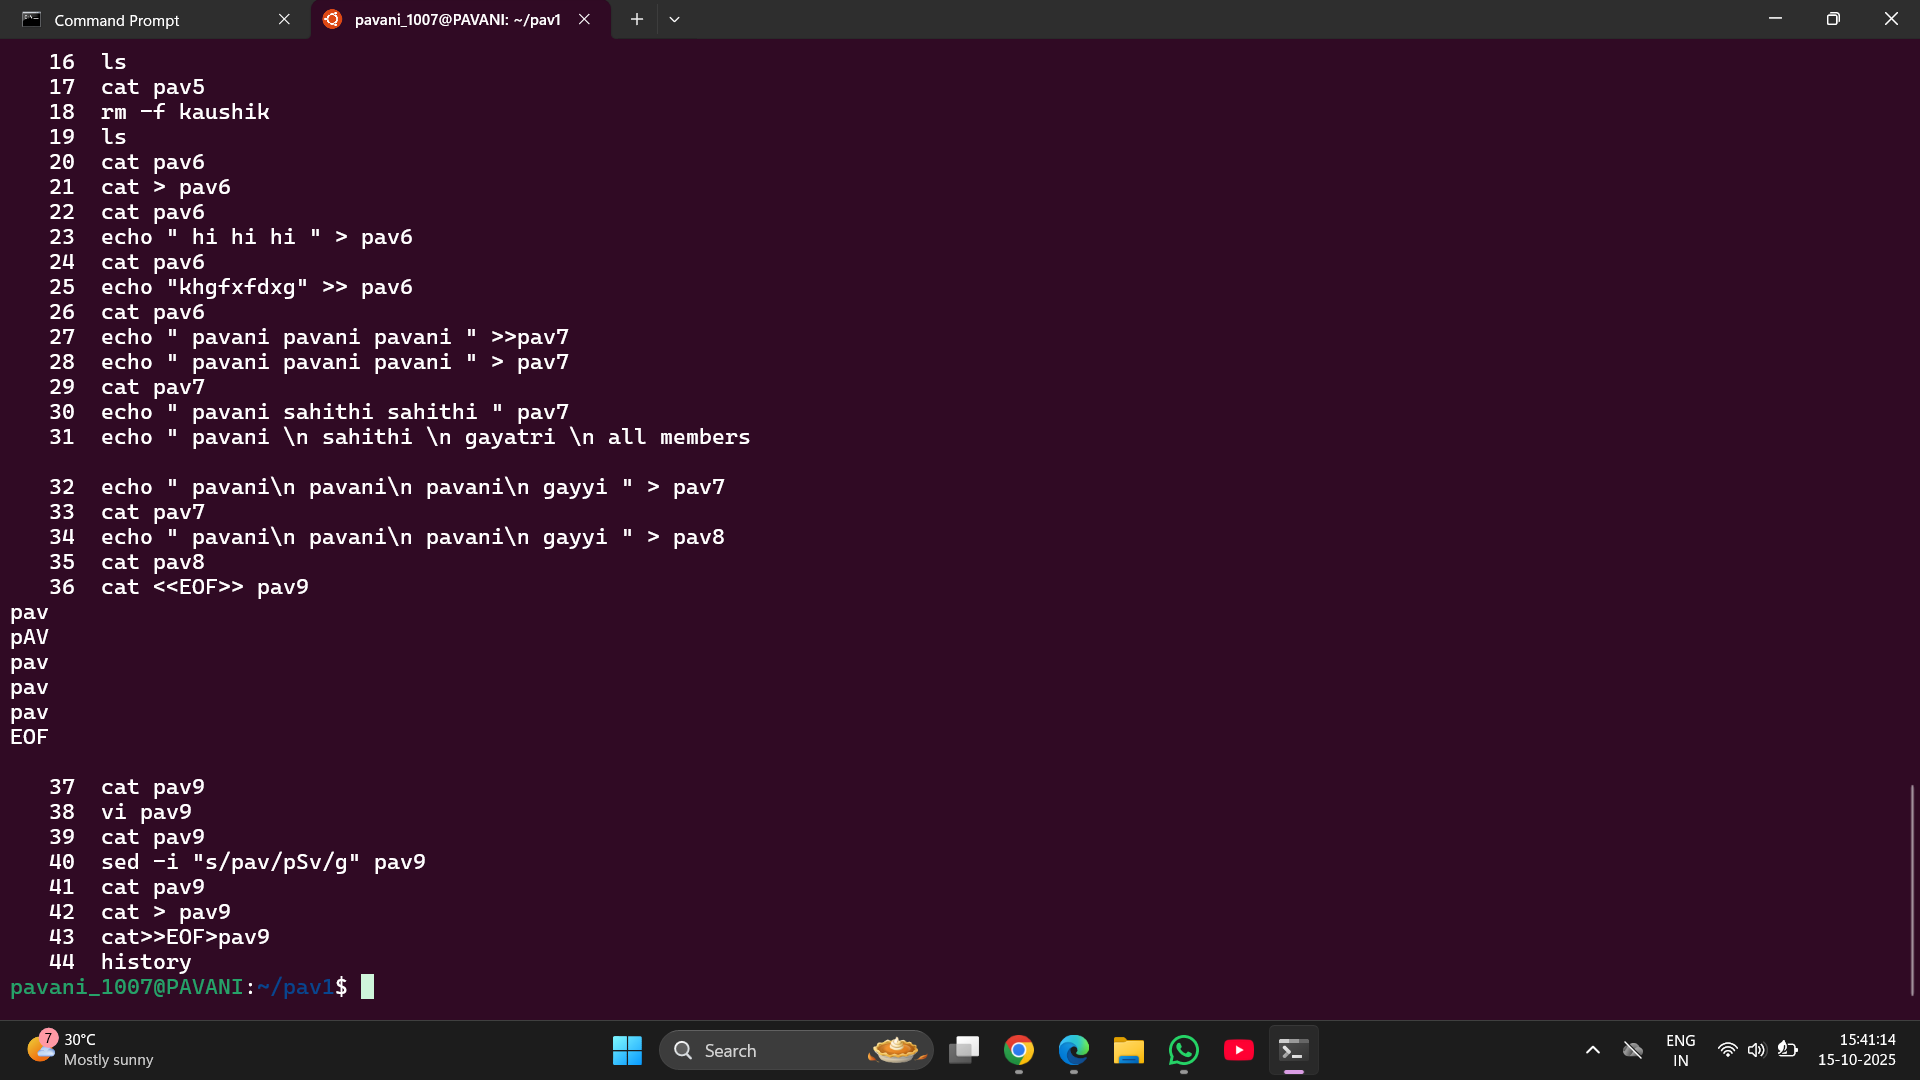 Command Prompt
pavani_1007@PAVANI: ~/pav1
16 ls
17 cat pav5
18 rm -f kaushik
19 ls
20 cat pav6
21 cat > pav6
22 cat pav6
23 echo " hi hi hi " > pav6
24 cat pav6
25 echo "khgfxfdxg" >> pav6
26 cat pav6
27 echo " pavani pavani pavani " >>pav7
28 echo " pavani pavani pavani " > pav7
29 cat pav7
30 echo " pavani sahithi sahithi " pav7
31 echo " pavani \n sahithi \n gayatri \n all members
32 echo " pavani\n pavani\n pavani\n gayyi " > pav7
33 cat pav7
34 echo " pavani\n pavani\n pavani\n gayyi " > pav8
35 cat pav8
36 cat <<EOF>> pav9
pav
pAV
pav
pav
pav
EOF
37 cat pav9
38 vi pav9
39 cat pav9
40 sed -i "s/pav/pSv/g" pav9
41 cat pav9
42 cat > pav9
43 cat>>EOF>pav9
44 history
pavani_1007@PAVANI:~/pav1$
7
30°C
Mostly sunny
Search
ENG
IN
15:41:14
15-10-2025